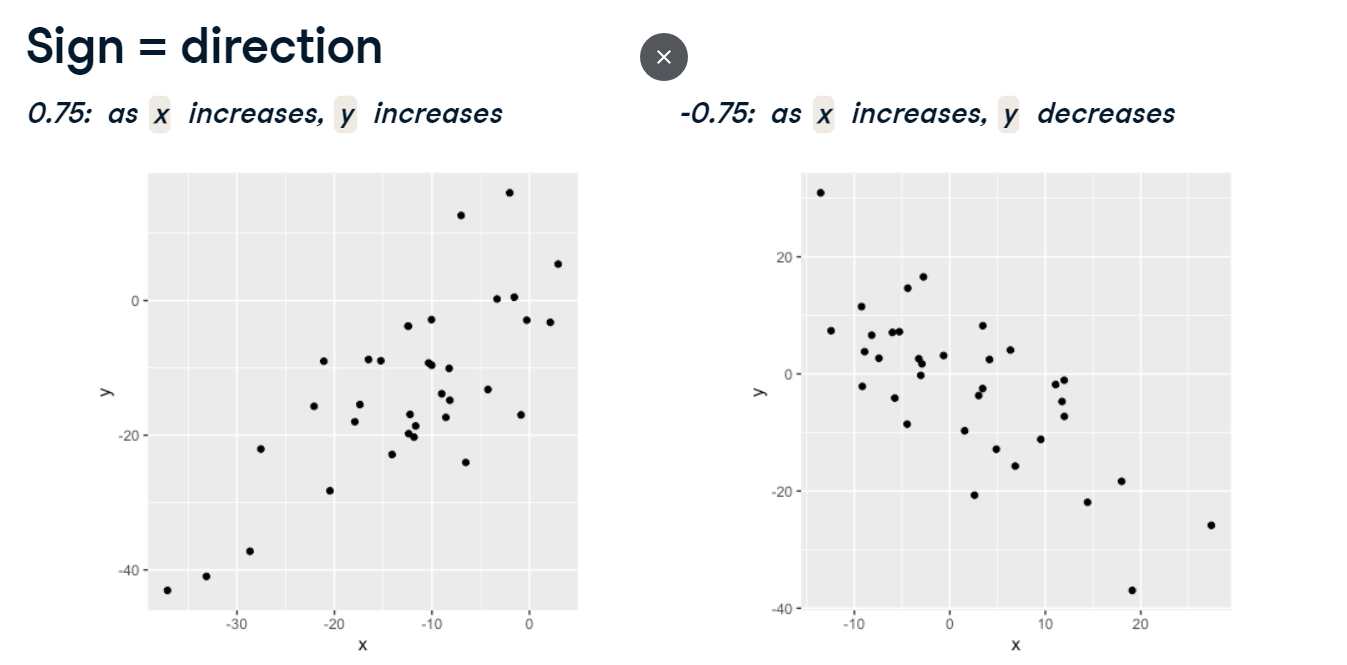 Sign = direction
0.75: as x increases, y increases
-0.75: as x increases, y decreases
0
-20
-40
y
-30 -20 -10 0
x
20
0
-20
-40
y
-10 0 10 20
x